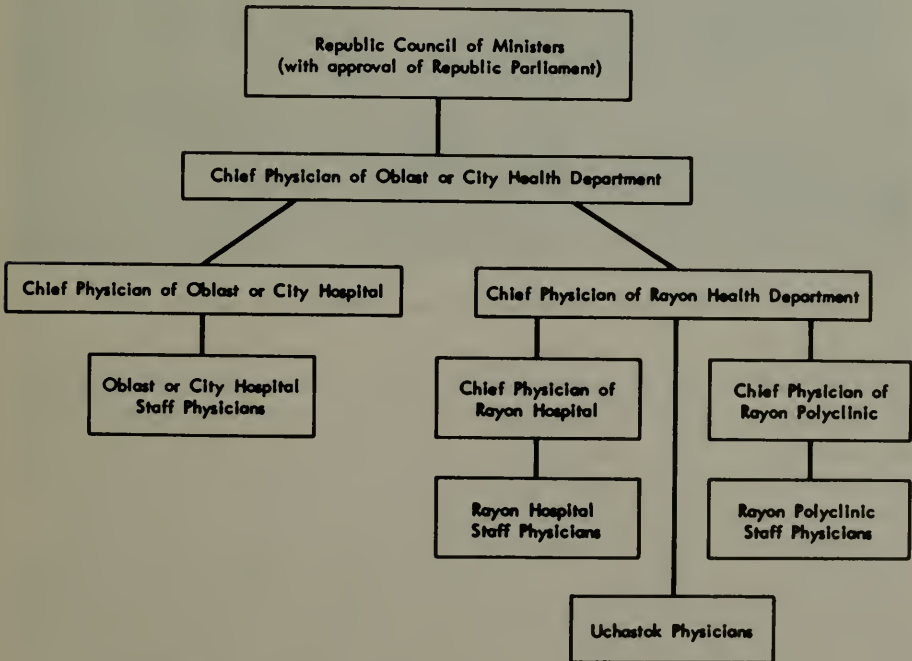 Republic Council of Ministers
(with approval of Republic Parliament)
Chief Physician of Oblast or City Health Department
Chief Physician of Oblast or City Hospital
Chief Physician of Rayon Health Department
Oblast or City Hospital
Staff Physicians
Chief Physician of
Rayon Hospital
Chief Physician of
Rayon Polyclinic
Rayon Hospital
Staff Physicians
Rayon Polyclinic
Staff Physicians
Uchastok Physicians